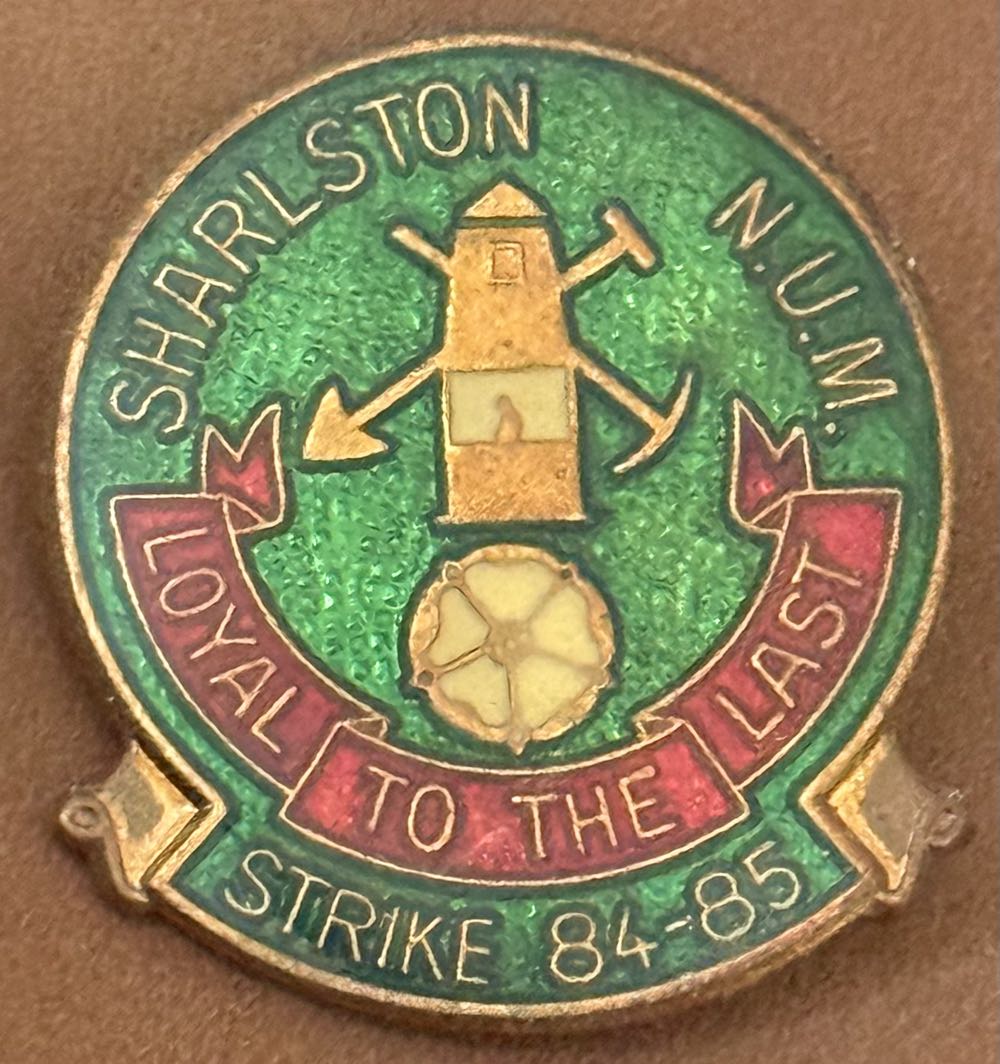 SHARLSTON N.U.M.
LOYAL TO THE LAST
STRIKE 84-85